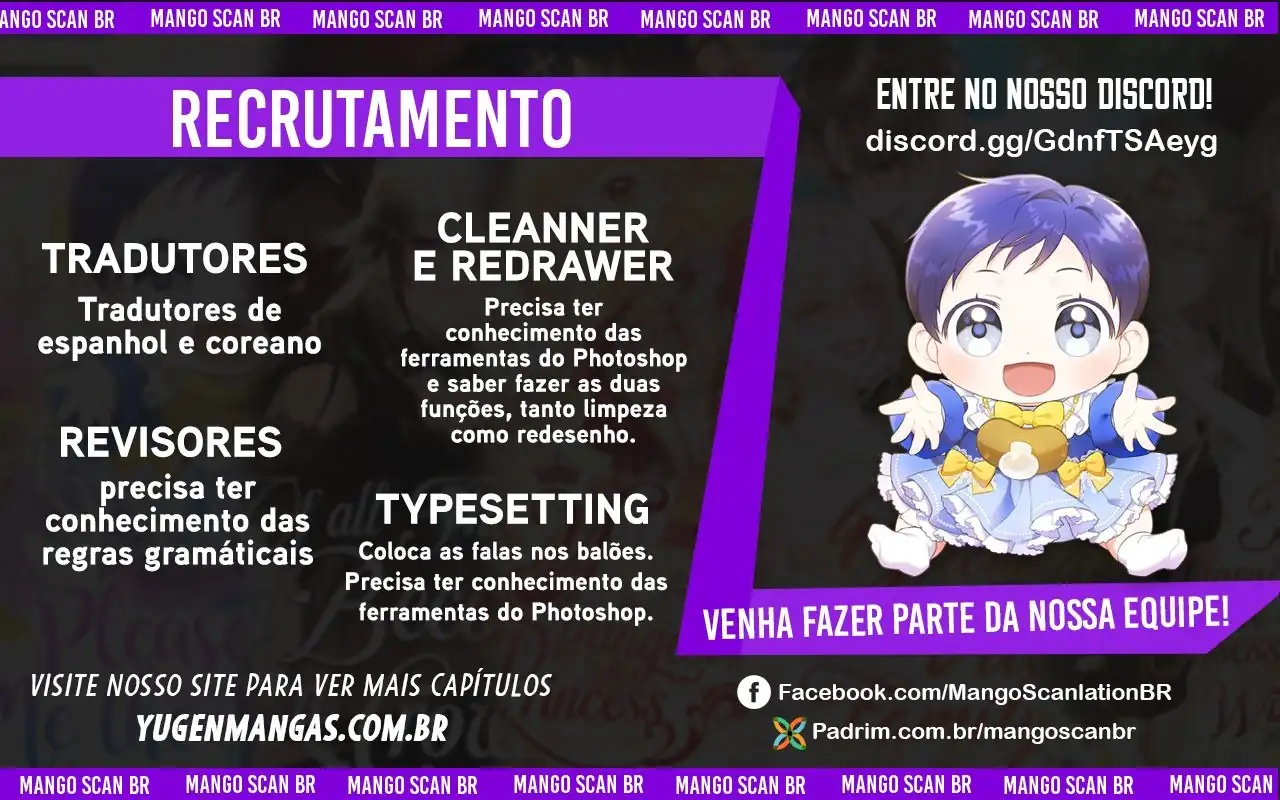 ANGO SCAN BR MANGO SCAN BR MANGO SCAN BR MANGO SCAN BR MANGO SCAN BR MANGO SCAN BR MANGO SCAN BR MANGO SCAN BR
RECRUTAMENTO
TRADUTORES
Tradutores de
espanhol e coreano
REVISORES
precisa ter
conhecimento das
regras gramáticais
CLEANNER
E REDRAWER
Precisa ter
conhecimento das
ferramentas do Photoshop
e saber fazer as duas
funções, tanto limpeza
como redesenho.
TYPESETTING
Coloca as falas nos balões.
Precisa ter conhecimento das
ferramentas do Photoshop.
ENTRE NO NOSSO DISCORD!
discord.gg/GdnfTSAeyg
VENHA FAZER PARTE DA NOSSA EQUIPE!
VISITE NOSSO SITE PARA VER MAIS CAPÍTULOS
YUGENMANGAS.COM.BR
Facebook.com/MangoScanlationBR
Padrim.com.br/mangoscanbr
MANGO SCAN BR MANGO SCAN BR MANGO SCAN BR MANGO SCAN BR MANGO SCAN BR MANGO SCAN BR MANGO SCAN BR MANGO SCAN